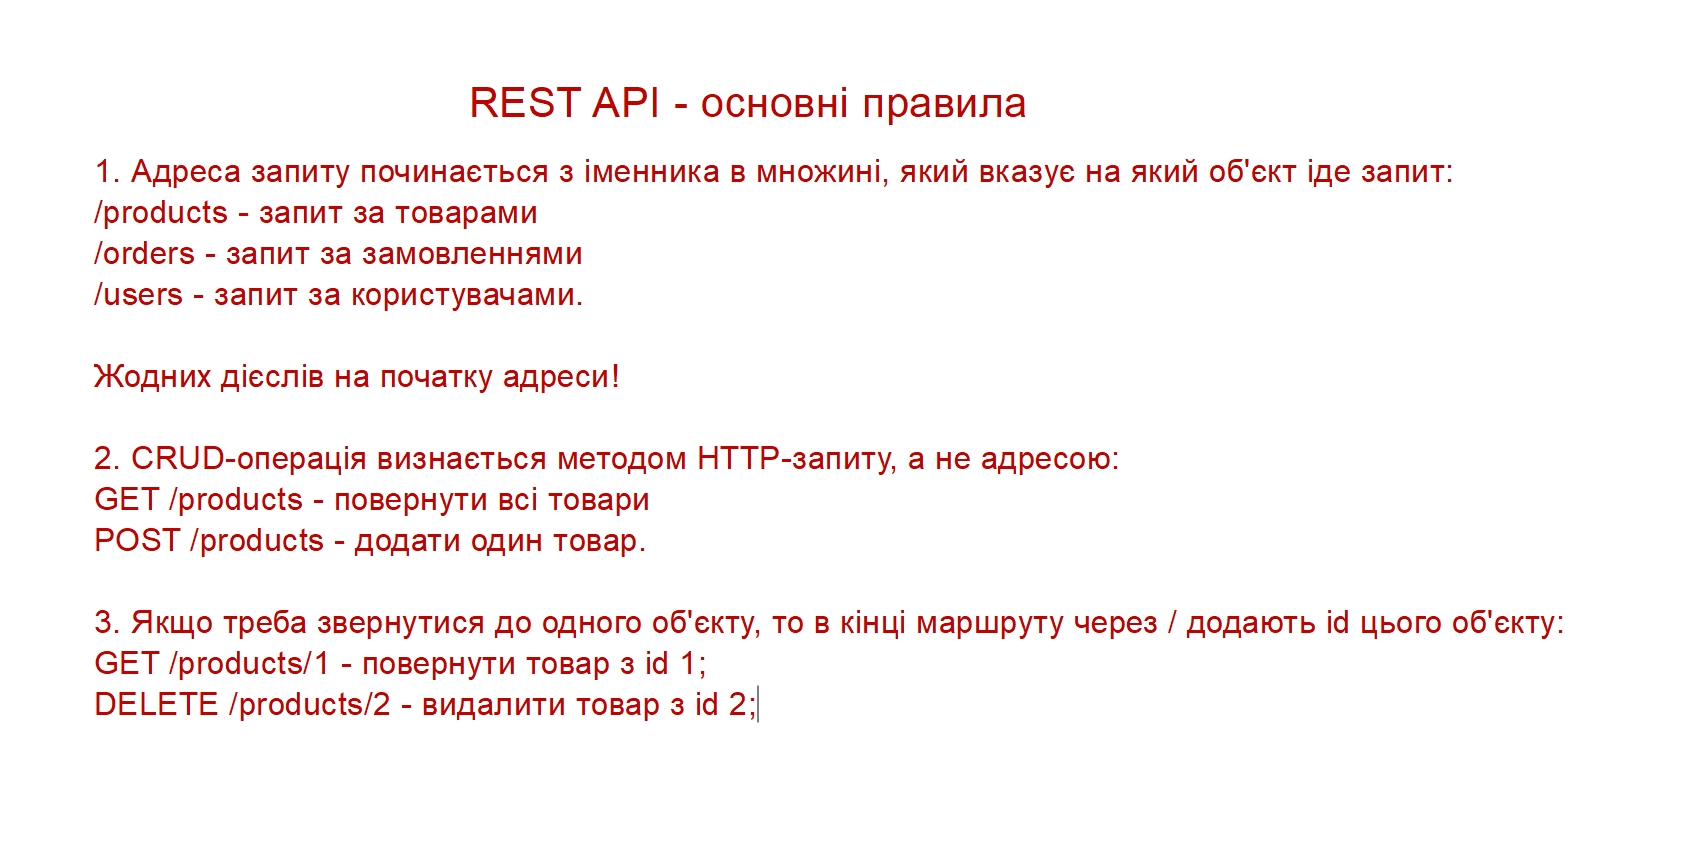 REST API - основні правила
1. Адреса запиту починається з іменника в множині, який вказує на який об'єкт іде запит:
/products - запит за товарами
/orders - запит за замовленнями
/users - запит за користувачами.
Жодних дієслів на початку адреси!
2. CRUD-операція визнається методом HTTP-запиту, а не адресою:
GET /products - повернути всі товари
POST /products - додати один товар.
3. Якщо треба звернутися до одного об'єкту, то в кінці маршруту через / додають id цього об'єкту:
GET /products/1 - повернути товар з id 1;
DELETE /products/2 - видалити товар з id 2;